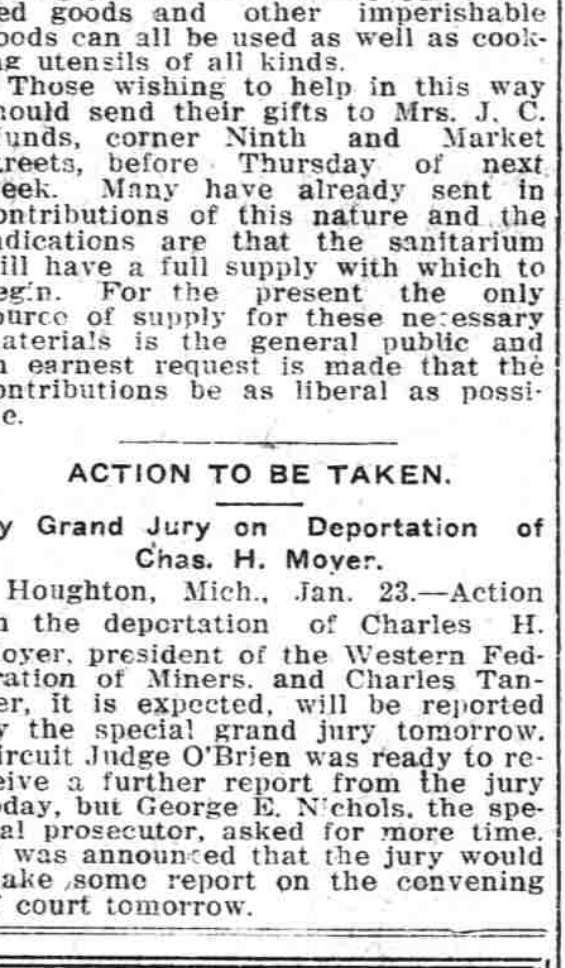 ed goods and other imperishable
oods can all be used as well as cook-
ng utensils of all kinds.
Those wishing to help in this way
hould send their gifts to Mrs. J. C.
unds, corner Ninth and Market
treets, before Thursday of next
eek. Many have already sent in
ontributions of this nature and the
ndications are that the sanitarium
ill have a full supply with which to
egin. For the present the only
ource of supply for these necessary
aterials is the general public and
n earnest request is made that the
ontributions be as liberal as possi-
le.
ACTION TO BE TAKEN.
y Grand Jury on Deportation of
Chas. H. Moyer.
Houghton, Mich., Jan. 23.—Action
n the deportation of Charles H.
oyer, president of the Western Fed-
ration of Miners, and Charles Tan-
er, it is expected, will be reported
y the special grand jury tomorrow.
ircuit Judge O'Brien was ready to re-
eive a further report from the jury
oday, but George E. Nichols, the spe-
al prosecutor, asked for more time.
was announced that the jury would
ake some report on the convening
f court tomorrow.